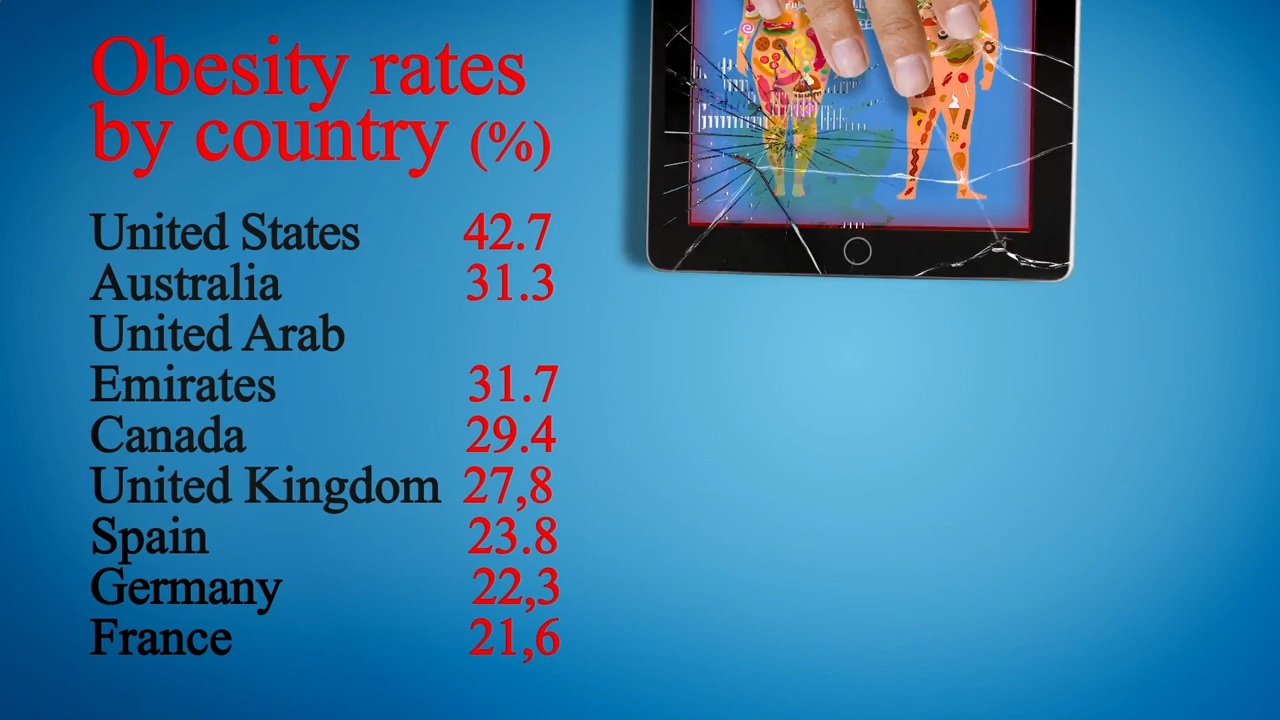 Obesity rates
by country (%)
United States 42.7
Australia 31.3
United Arab
Emirates 31.7
Canada 29.4
United Kingdom 27,8
Spain 23.8
Germany 22,3
France 21,6